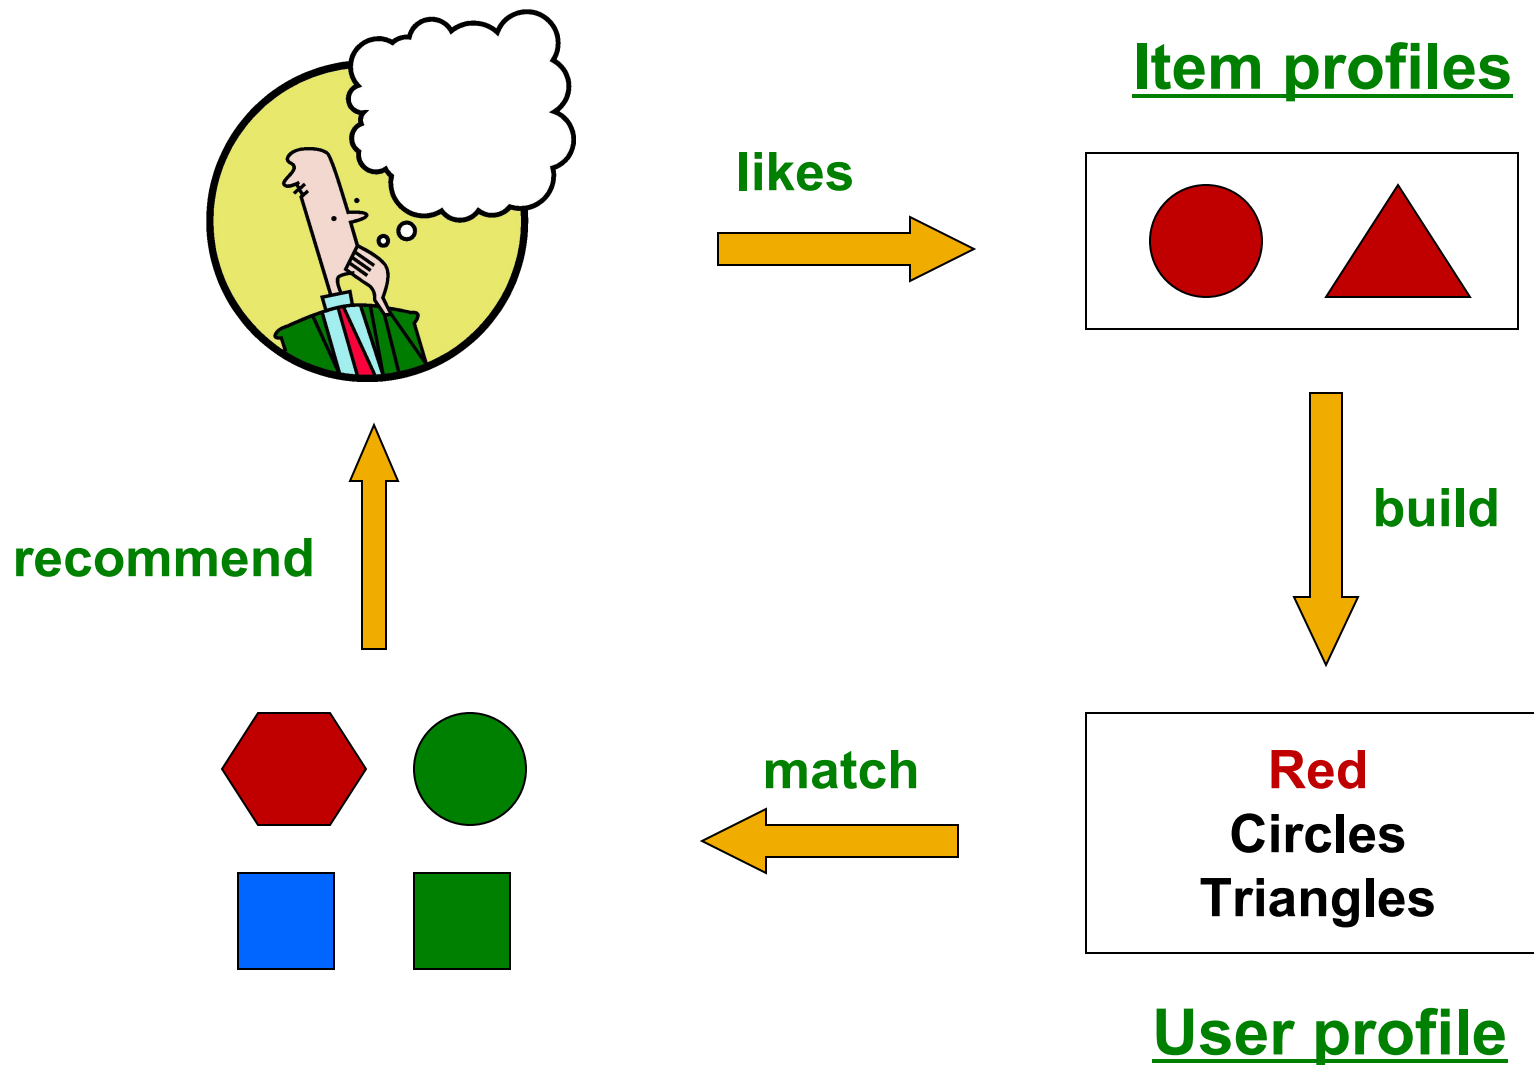 Item profiles
likes
build
recommend
match
Red
Circles
Triangles
User profile